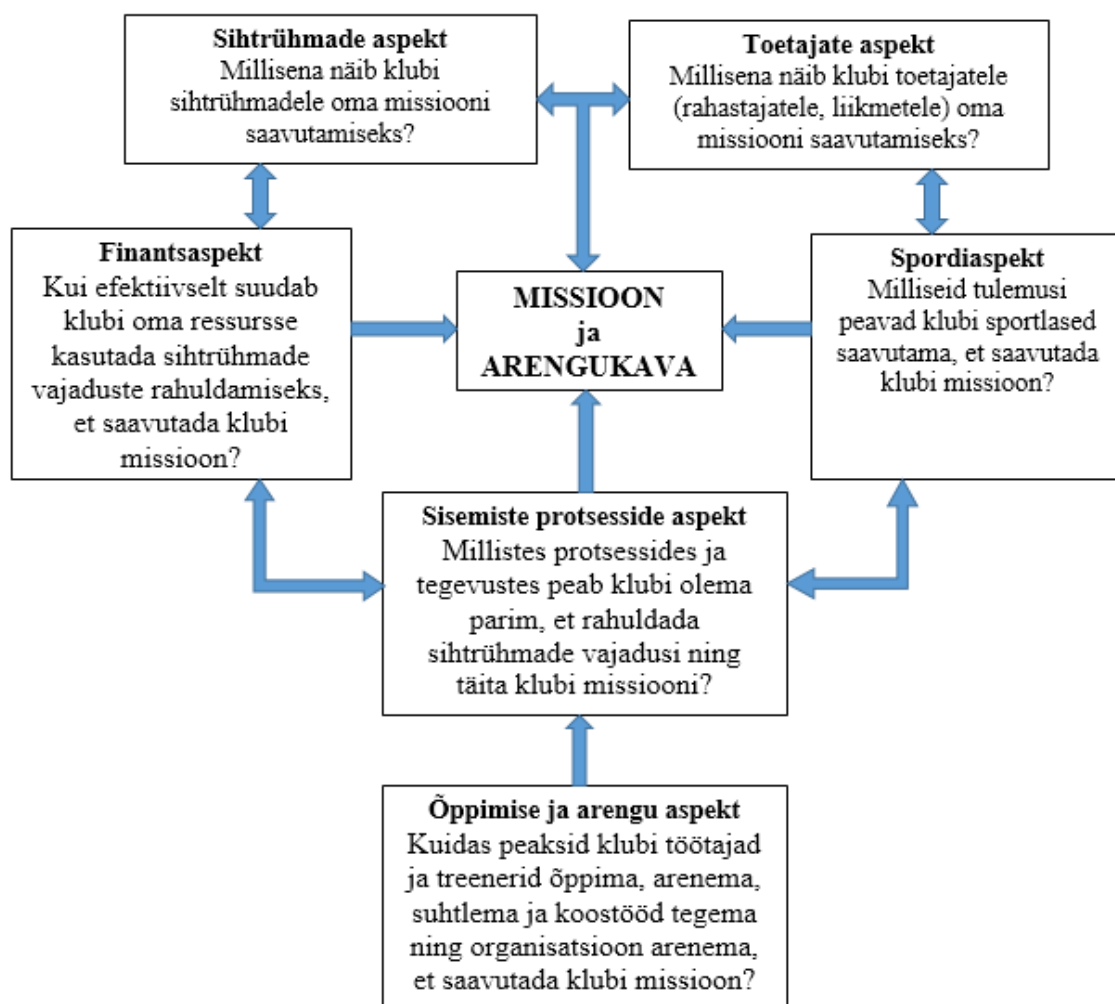 Sihtrühmade aspekt
Millisena näib klubi
sihtrühmadele oma missiooni
saavutamiseks?
Toetajate aspekt
Millisena näib klubi toetajatele
(rahastajatele, liikmetele) oma
missiooni saavutamiseks?
Finantsaspekt
Kui efektiivselt suudab
klubi oma ressursse
kasutada sihtrühmade
vajaduste rahuldamiseks,
et saavutada klubi
missioon?
MISSIOON
ja
ARENGUKAVA
Spordiaspekt
Milliseid tulemusi
peavad klubi sportlased
saavutama, et saavutada
klubi missioon?
Sisemiste protsesside aspekt
Millistes protsessides ja
tegevustes peab klubi olema
parim, et rahuldada
sihtrühmade vajadusi ning
täita klubi missiooni?
Õppimise ja arengu aspekt
Kuidas peaksid klubi töötajad
ja treenerid õppima, arenema,
suhtlema ja koostööd tegema
ning organisatsioon arenema,
et saavutada klubi missioon?